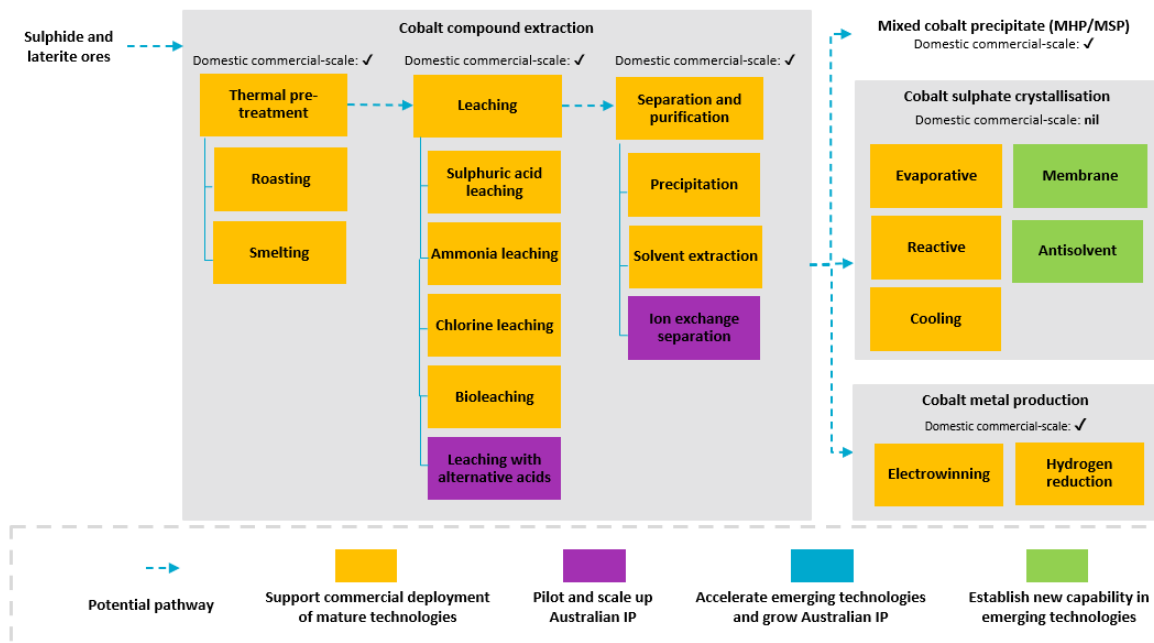 Sulphide and
laterite ores
Cobalt compound extraction
Domestic commercial-scale: ✓
Thermal pre-
treatment
Roasting
Smelting
Domestic commercial-scale: ✓
Leaching
Sulphuric acid
leaching
Ammonia leaching
Chlorine leaching
Bioleaching
Leaching with
alternative acids
Domestic commercial-scale: ✓
Separation and
purification
Precipitation
Solvent extraction
Ion exchange
separation
Mixed cobalt precipitate (MHP/MSP)
Domestic commercial-scale: ✓
Cobalt sulphate crystallisation
Domestic commercial-scale: nil
Evaporative
Membrane
Reactive
Antisolvent
Cooling
Cobalt metal production
Domestic commercial-scale: ✓
Electrowinning
Hydrogen
reduction
Potential pathway
Support commercial deployment
of mature technologies
Pilot and scale up
Australian IP
Accelerate emerging technologies
and grow Australian IP
Establish new capability in
emerging technologies